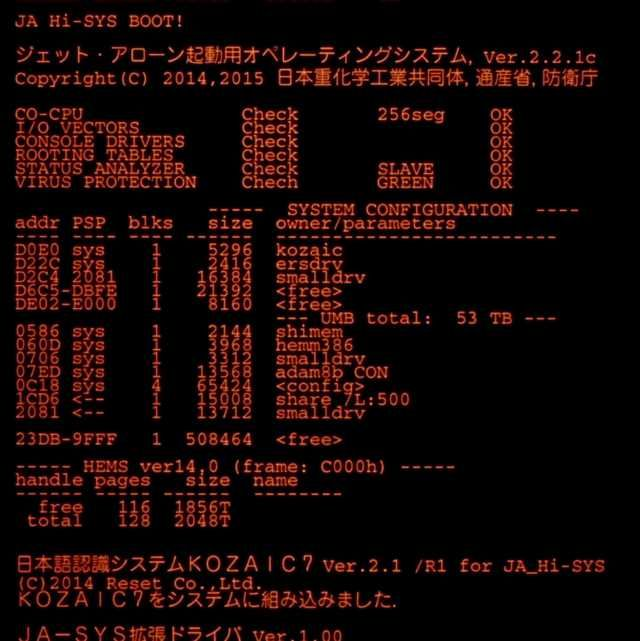 JA Hi-SYS BOOT!
ジェット・アローン起動用オペレーティングシステム, Ver.2.2.1c
Copyright(C) 2014,2015 日本重化学工業共同体, 通産省, 防衛庁
CO-CPU Check 256seg OK
I/O VECTORS Check OK
CONSOLE DRIVERS Check OK
ROOTING TABLES Check OK
STATUS ANALYZER Check SLAVE OK
VIRUS PROTECTION Chech GREEN OK
----- SYSTEM CONFIGURATION ----
addr PSP blks size owner/parameters
---- ---- ---- ------ -------------------------
D0E0 sys 1 5296 kozaic
D22C sys 1 2416 ersdrv
D2C4 2081 1 16384 smalldrv
D6C5-DBFB 1 21392 <free>
DE02-E000 1 8160 <free>
--- UMB total: 53 TB ---
0586 sys 1 2144 shimem
060D sys 1 3968 hemm386
0706 sys 1 3312 smalldrv
07ED sys 1 13568 adam8b CON
0C18 sys 4 65424 <config>
1CD6 <-- 1 15008 share /L:500
2081 <-- 1 13712 smalldrv
23DB-9FFF 1 508464 <free>
----- HEMS ver14.0 (frame: C000h) -----
handle pages size name
------ ----- ------ --------
free 116 1856T
total 128 2048T
日本語認識システムKOZAIC7 Ver.2.1 /R1 for JA_Hi-SYS
(C)2014 Reset Co.,Ltd.
KOZAIC7をシステムに組み込みました.
JA-SYS拡張ドライバ Ver.1.00